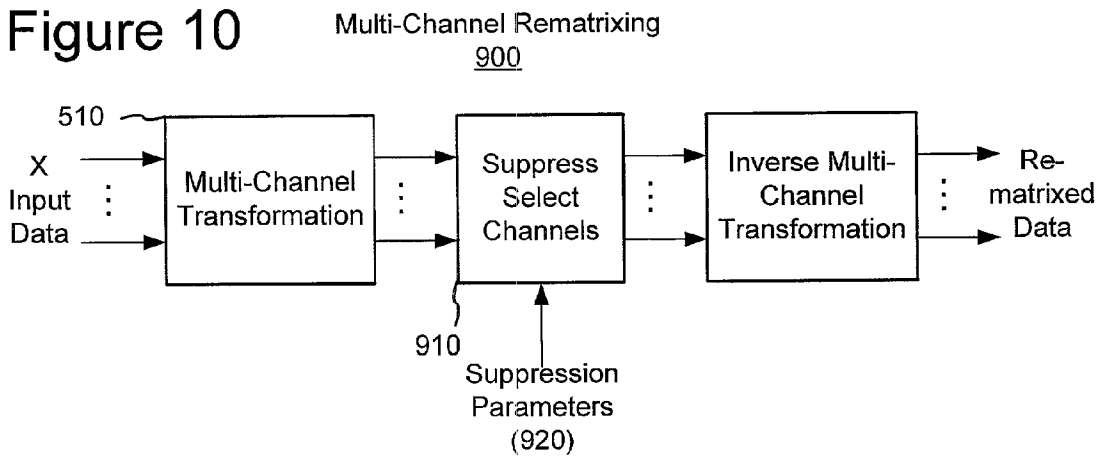 Figure 10
Multi-Channel Rematrixing
900
510
X
Input
Data
Multi-Channel
Transformation
Suppress
Select
Channels
Inverse Multi-
Channel
Transformation
Re-
matrixed
Data
910
Suppression
Parameters
(920)